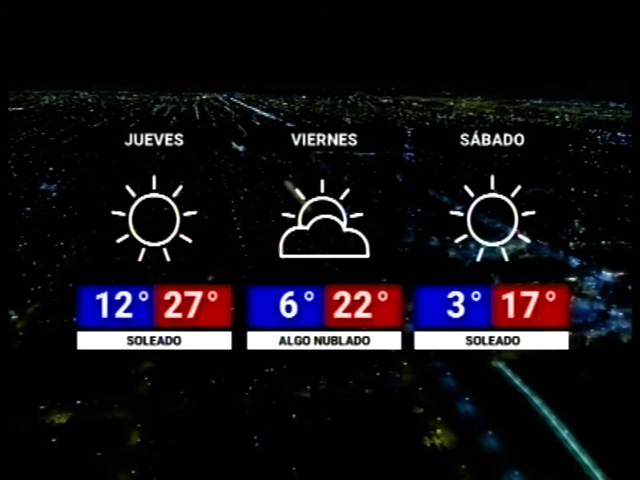 JUEVES VIERNES SÁBADO
12° 27° 6° 22° 3° 17°
SOLEADO ALGO NUBLADO SOLEADO